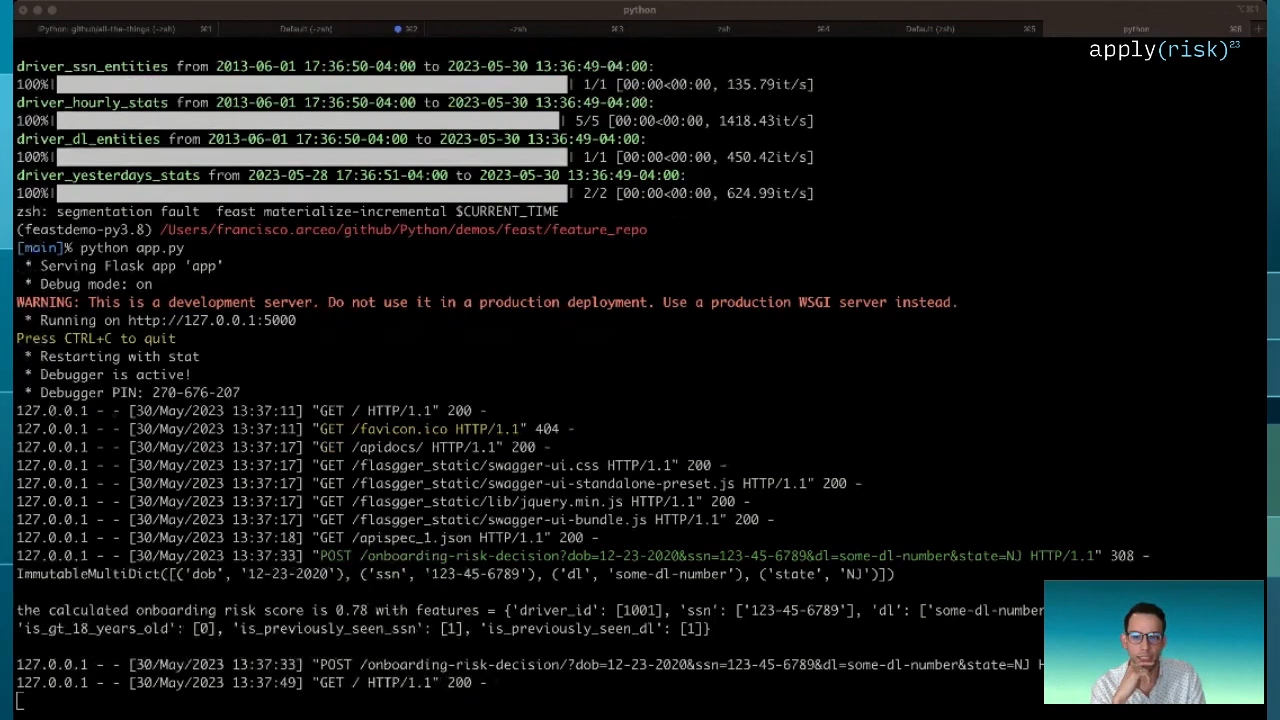 python
⌥⌘1
IPython: github/all-the-things (-zsh) ⌘1 Default (-zsh) ⌘2 -zsh ⌘3 zsh ⌘4 Default (zsh) ⌘5 python ⌘6 +
apply(risk)23
driver_ssn_entities from 2013-06-01 17:36:50-04:00 to 2023-05-30 13:36:49-04:00:
100%| | 1/1 [00:00<00:00, 135.79it/s]
driver_hourly_stats from 2013-06-01 17:36:50-04:00 to 2023-05-30 13:36:49-04:00:
100%| | 5/5 [00:00<00:00, 1418.43it/s]
driver_dl_entities from 2013-06-01 17:36:50-04:00 to 2023-05-30 13:36:49-04:00:
100%| | 1/1 [00:00<00:00, 450.42it/s]
driver_yesterdays_stats from 2023-05-28 17:36:51-04:00 to 2023-05-30 13:36:49-04:00:
100%| | 2/2 [00:00<00:00, 624.99it/s]
zsh: segmentation fault feast materialize-incremental $CURRENT_TIME
(feastdemo-py3.8) /Users/francisco.arceo/github/Python/demos/feast/feature_repo
[main]% python app.py
* Serving Flask app 'app'
* Debug mode: on
WARNING: This is a development server. Do not use it in a production deployment. Use a production WSGI server instead.
* Running on http://127.0.0.1:5000
Press CTRL+C to quit
* Restarting with stat
* Debugger is active!
* Debugger PIN: 270-676-207
127.0.0.1 - - [30/May/2023 13:37:11] "GET / HTTP/1.1" 200 -
127.0.0.1 - - [30/May/2023 13:37:11] "GET /favicon.ico HTTP/1.1" 404 -
127.0.0.1 - - [30/May/2023 13:37:17] "GET /apidocs/ HTTP/1.1" 200 -
127.0.0.1 - - [30/May/2023 13:37:17] "GET /flasgger_static/swagger-ui.css HTTP/1.1" 200 -
127.0.0.1 - - [30/May/2023 13:37:17] "GET /flasgger_static/swagger-ui-standalone-preset.js HTTP/1.1" 200 -
127.0.0.1 - - [30/May/2023 13:37:17] "GET /flasgger_static/lib/jquery.min.js HTTP/1.1" 200 -
127.0.0.1 - - [30/May/2023 13:37:17] "GET /flasgger_static/swagger-ui-bundle.js HTTP/1.1" 200 -
127.0.0.1 - - [30/May/2023 13:37:18] "GET /apispec_1.json HTTP/1.1" 200 -
127.0.0.1 - - [30/May/2023 13:37:33] "POST /onboarding-risk-decision?dob=12-23-2020&ssn=123-45-6789&dl=some-dl-number&state=NJ HTTP/1.1" 308 -
ImmutableMultiDict([('dob', '12-23-2020'), ('ssn', '123-45-6789'), ('dl', 'some-dl-number'), ('state', 'NJ')])
the calculated onboarding risk score is 0.78 with features = {'driver_id': [1001], 'ssn': ['123-45-6789'], 'dl': ['some-dl-number
'is_gt_18_years_old': [0], 'is_previously_seen_ssn': [1], 'is_previously_seen_dl': [1]}
127.0.0.1 - - [30/May/2023 13:37:33] "POST /onboarding-risk-decision/?dob=12-23-2020&ssn=123-45-6789&dl=some-dl-number&state=NJ H
127.0.0.1 - - [30/May/2023 13:37:49] "GET / HTTP/1.1" 200 -